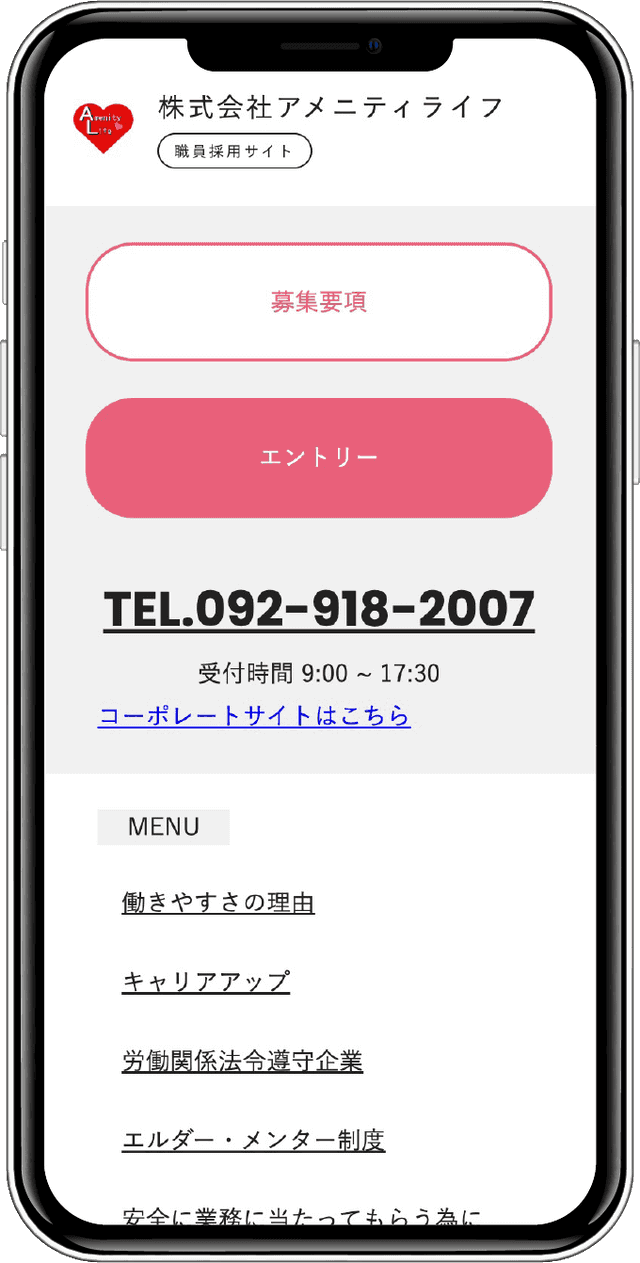 Amenity
Life
株式会社アメニティライフ
職員採用サイト
募集要項
エントリー
TEL.092-918-2007
受付時間 9:00 ~ 17:30
コーポレートサイトはこちら
MENU
働きやすさの理由
キャリアアップ
労働関係法令遵守企業
エルダー・メンター制度
安全に業務に当たってもらう為に